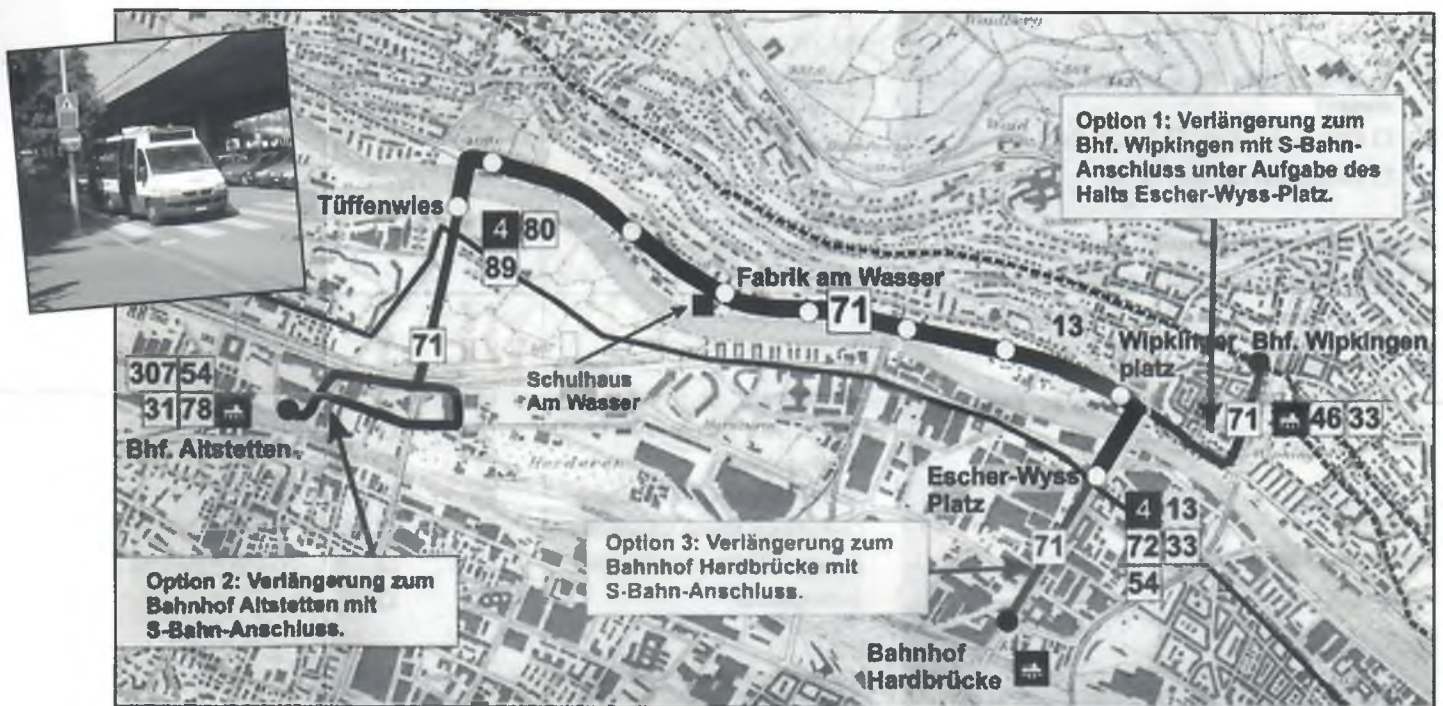 Option 1: Verlängerung zum
Bhf. Wipkingen mit S-Bahn-
Anschluss unter Aufgabe des
Halts Escher-Wyss-Platz.
Tüffenwies
4 80
89
Fabrik am Wasser
71
13
Wipkinger
platz
Bhf. Wipkingen
71
46 33
71
307 54
31 78
Bhf. Altstetten
Schulhaus
Am Wasser
Herdern
Escher-Wyss
Platz
4 13
72 33
54
71
Option 3: Verlängerung zum
Bahnhof Hardbrücke mit
S-Bahn-Anschluss.
Option 2: Verlängerung zum
Bahnhof Altstetten mit
S-Bahn-Anschluss.
Bahnhof
Hardbrücke